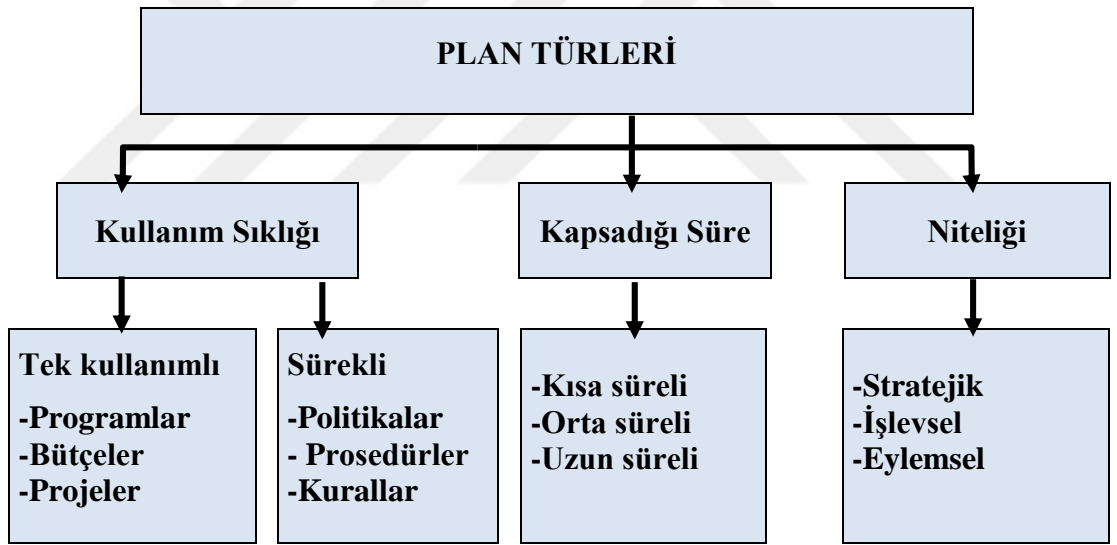 PLAN TÜRLERİ
Kullanım Sıklığı
Kapsadığı Süre
Niteliği
Tek kullanımlı
-Programlar
-Bütçeler
-Projeler
Sürekli
-Politikalar
- Prosedürler
-Kurallar
-Kısa süreli
-Orta süreli
-Uzun süreli
-Stratejik
-İşlevsel
-Eylemsel